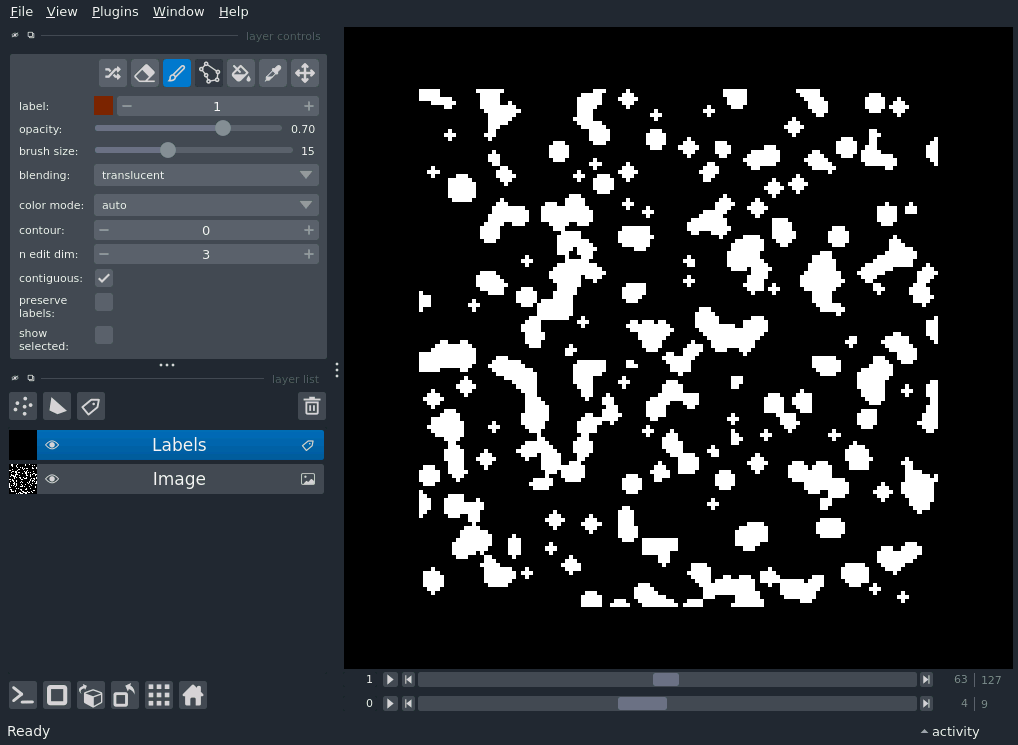 File View Plugins Window Help
layer controls
label: 1
opacity: 0.70
brush size: 15
blending: translucent
color mode: auto
contour: 0
n edit dim: 3
contiguous:
preserve
labels:
show
selected:
layer list
Labels
Image
1 63 127
0 4 9
Ready
activity